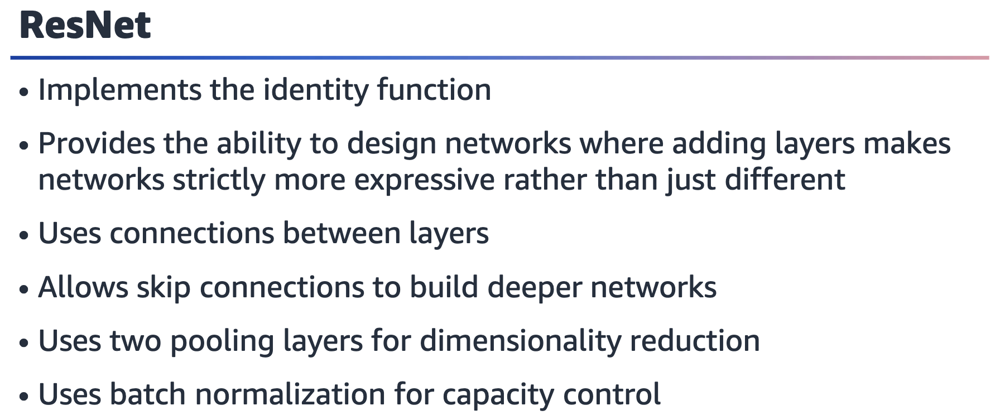 ResNet
• Implements the identity function
• Provides the ability to design networks where adding layers makes
networks strictly more expressive rather than just different
• Uses connections between layers
• Allows skip connections to build deeper networks
• Uses two pooling layers for dimensionality reduction
• Uses batch normalization for capacity control